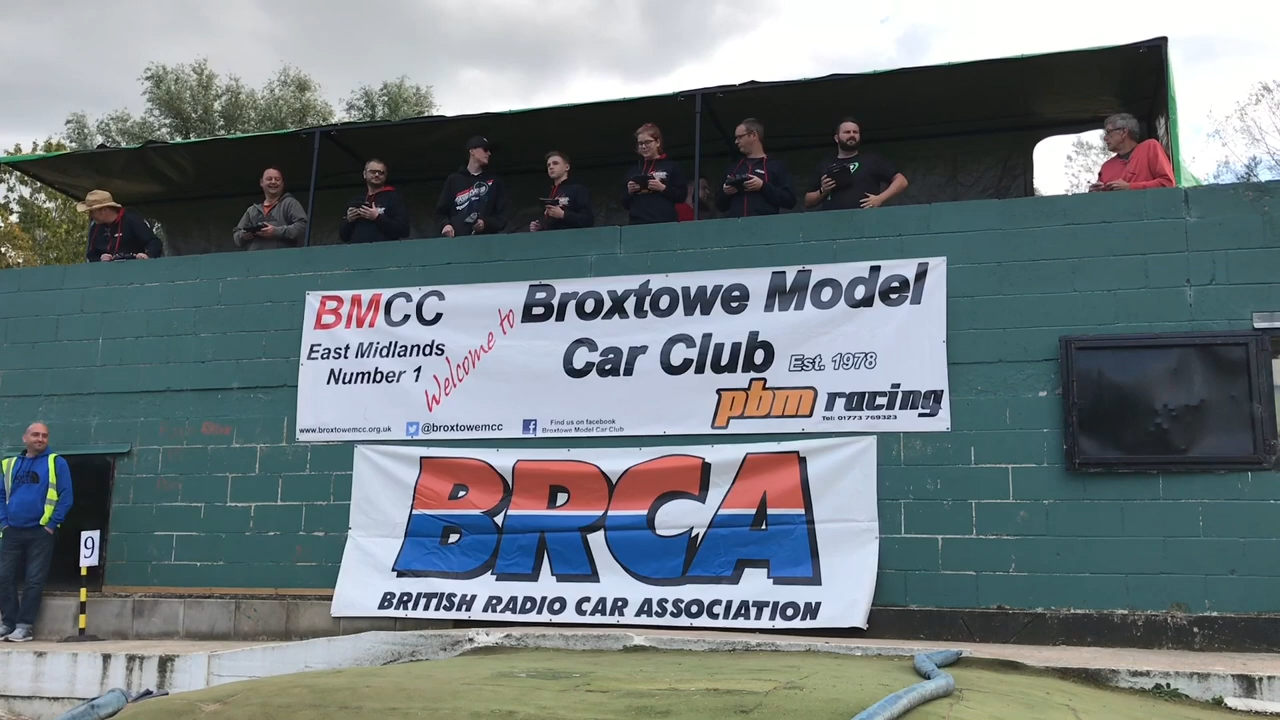 BMCC
East Midlands
Number 1
Welcome to
Broxtowe Model
Car Club Est. 1978
pbm racing
Tel: 01773 769323
www.broxtowemcc.org.uk
@broxtowemcc
Find us on facebook
Broxtowe Model Car Club
BRCA
BRITISH RADIO CAR ASSOCIATION
9